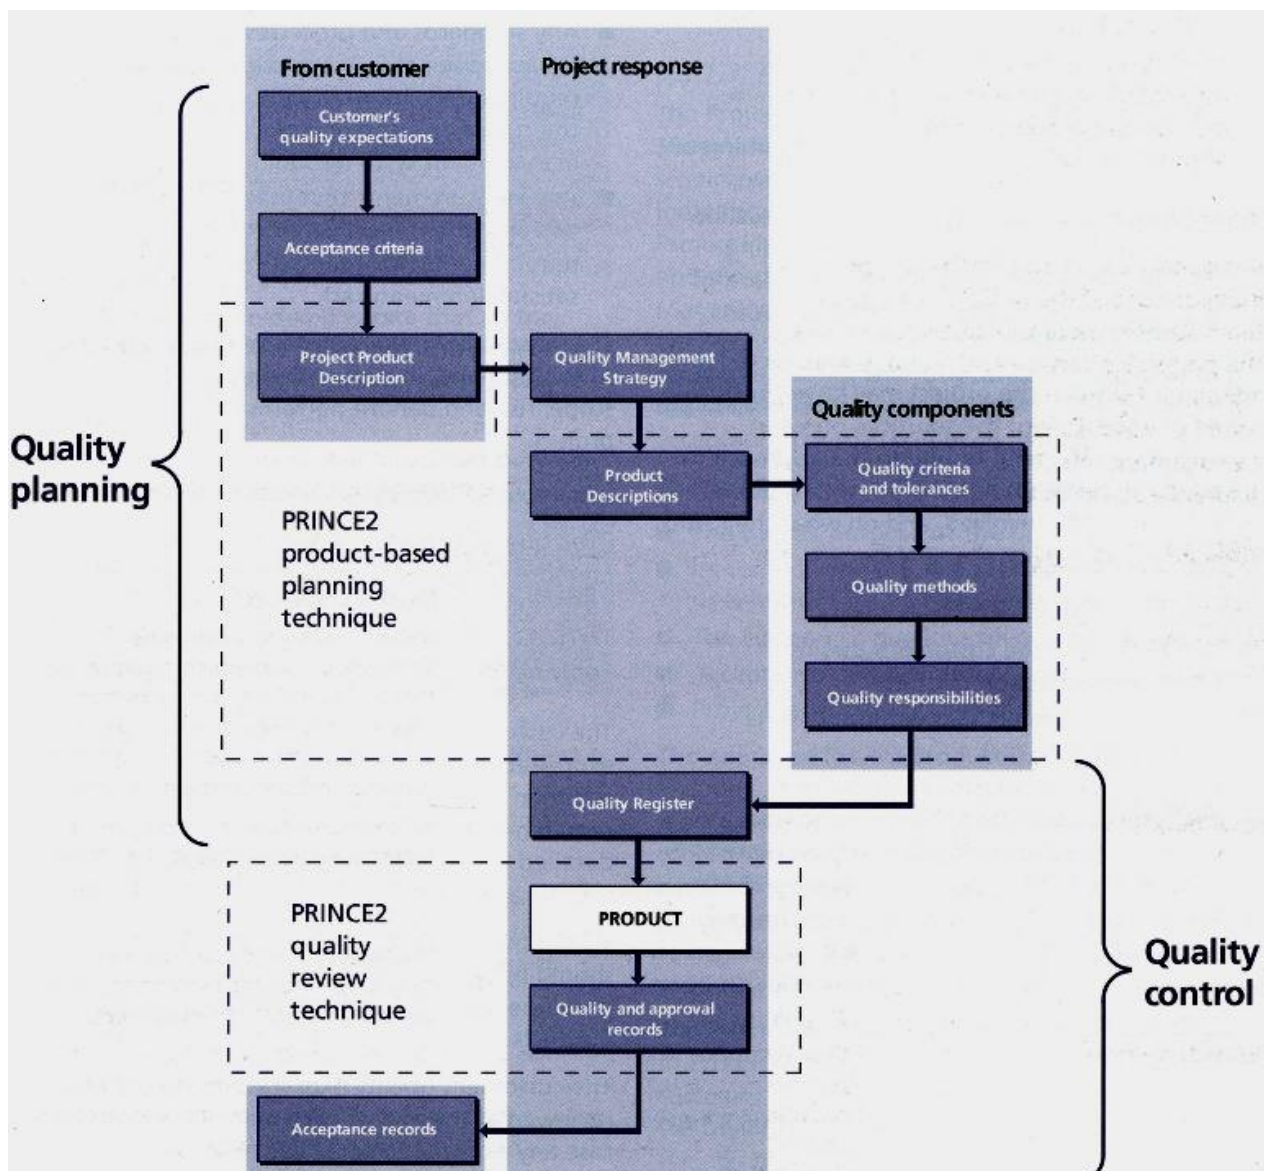 From customer
Project response
Customer's
quality expectations
Acceptance criteria
Project Product
Description
Quality Management
Strategy
Quality components
Quality
planning
Product
Descriptions
Quality criteria
and tolerances
PRINCE2
product-based
planning
technique
Quality methods
Quality responsibilities
Quality Register
PRINCE2
quality
review
technique
PRODUCT
Quality and approval
records
Quality
control
Acceptance records